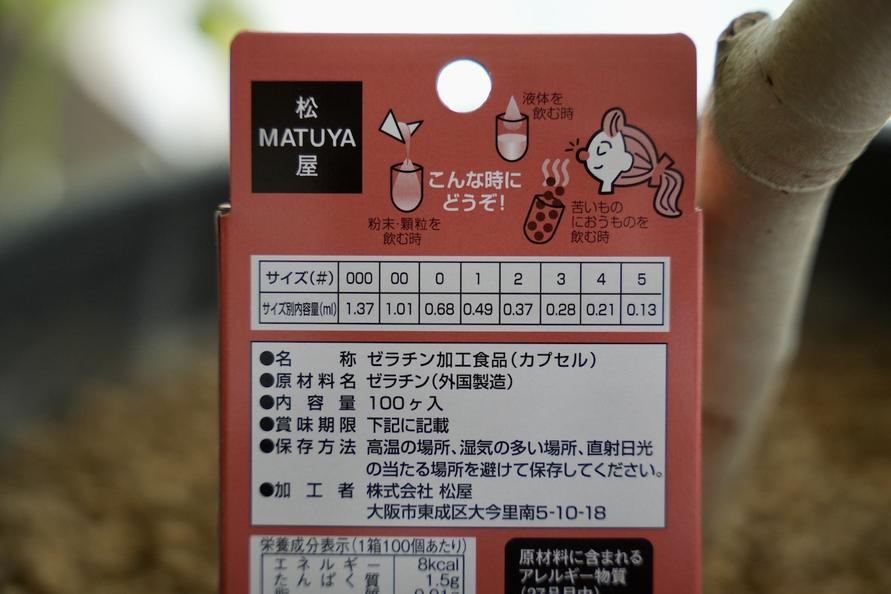 松
MATUYA
屋
液体を
飲む時
こんな時に
どうぞ!
粉末・顆粒を
飲む時
苦いもの
におうものを
飲む時
サイズ(#) 000 00 0 1 2 3 4 5
サイズ別内容量(ml) 1.37 1.01 0.68 0.49 0.37 0.28 0.21 0.13
●名称 ゼラチン加工食品(カプセル)
●原材料名 ゼラチン(外国製造)
●内容量 100ヶ入
●賞味期限 下記に記載
●保存方法 高温の場所、湿気の多い場所、直射日光
の当たる場所を避けて保存してください。
●加工者 株式会社 松屋
大阪市東成区大今里南5-10-18
栄養成分表示(1箱100個あたり)
エネルギー 8kcal
たんぱく質 1.5g
原材料に含まれる
アレルギー物質